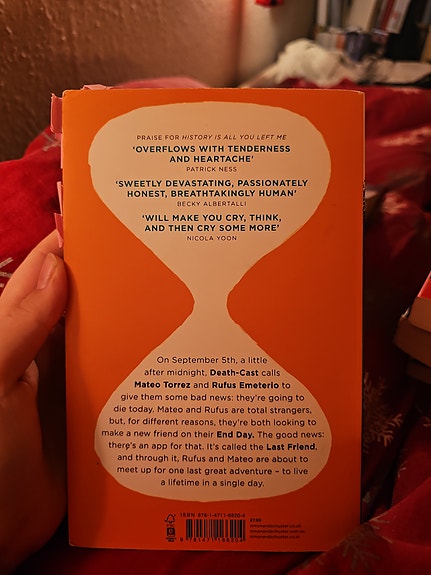 PRAISE FOR HISTORY IS ALL YOU LEFT ME
'OVERFLOWS WITH TENDERNESS
AND HEARTACHE'
PATRICK NESS
'SWEETLY DEVASTATING, PASSIONATELY
HONEST, BREATHTAKINGLY HUMAN'
BECKY ALBERTALLI
'WILL MAKE YOU CRY, THINK,
AND THEN CRY SOME MORE'
NICOLA YOON
On September 5th, a little
after midnight, Death-Cast calls
Mateo Torrez and Rufus Emeterio to
give them some bad news: they're going to
die today. Mateo and Rufus are total strangers,
but, for different reasons, they're both looking to
make a new friend on their End Day. The good news:
there's an app for that. It's called the Last Friend,
and through it, Rufus and Mateo are about to
meet up for one last great adventure – to live
a lifetime in a single day.